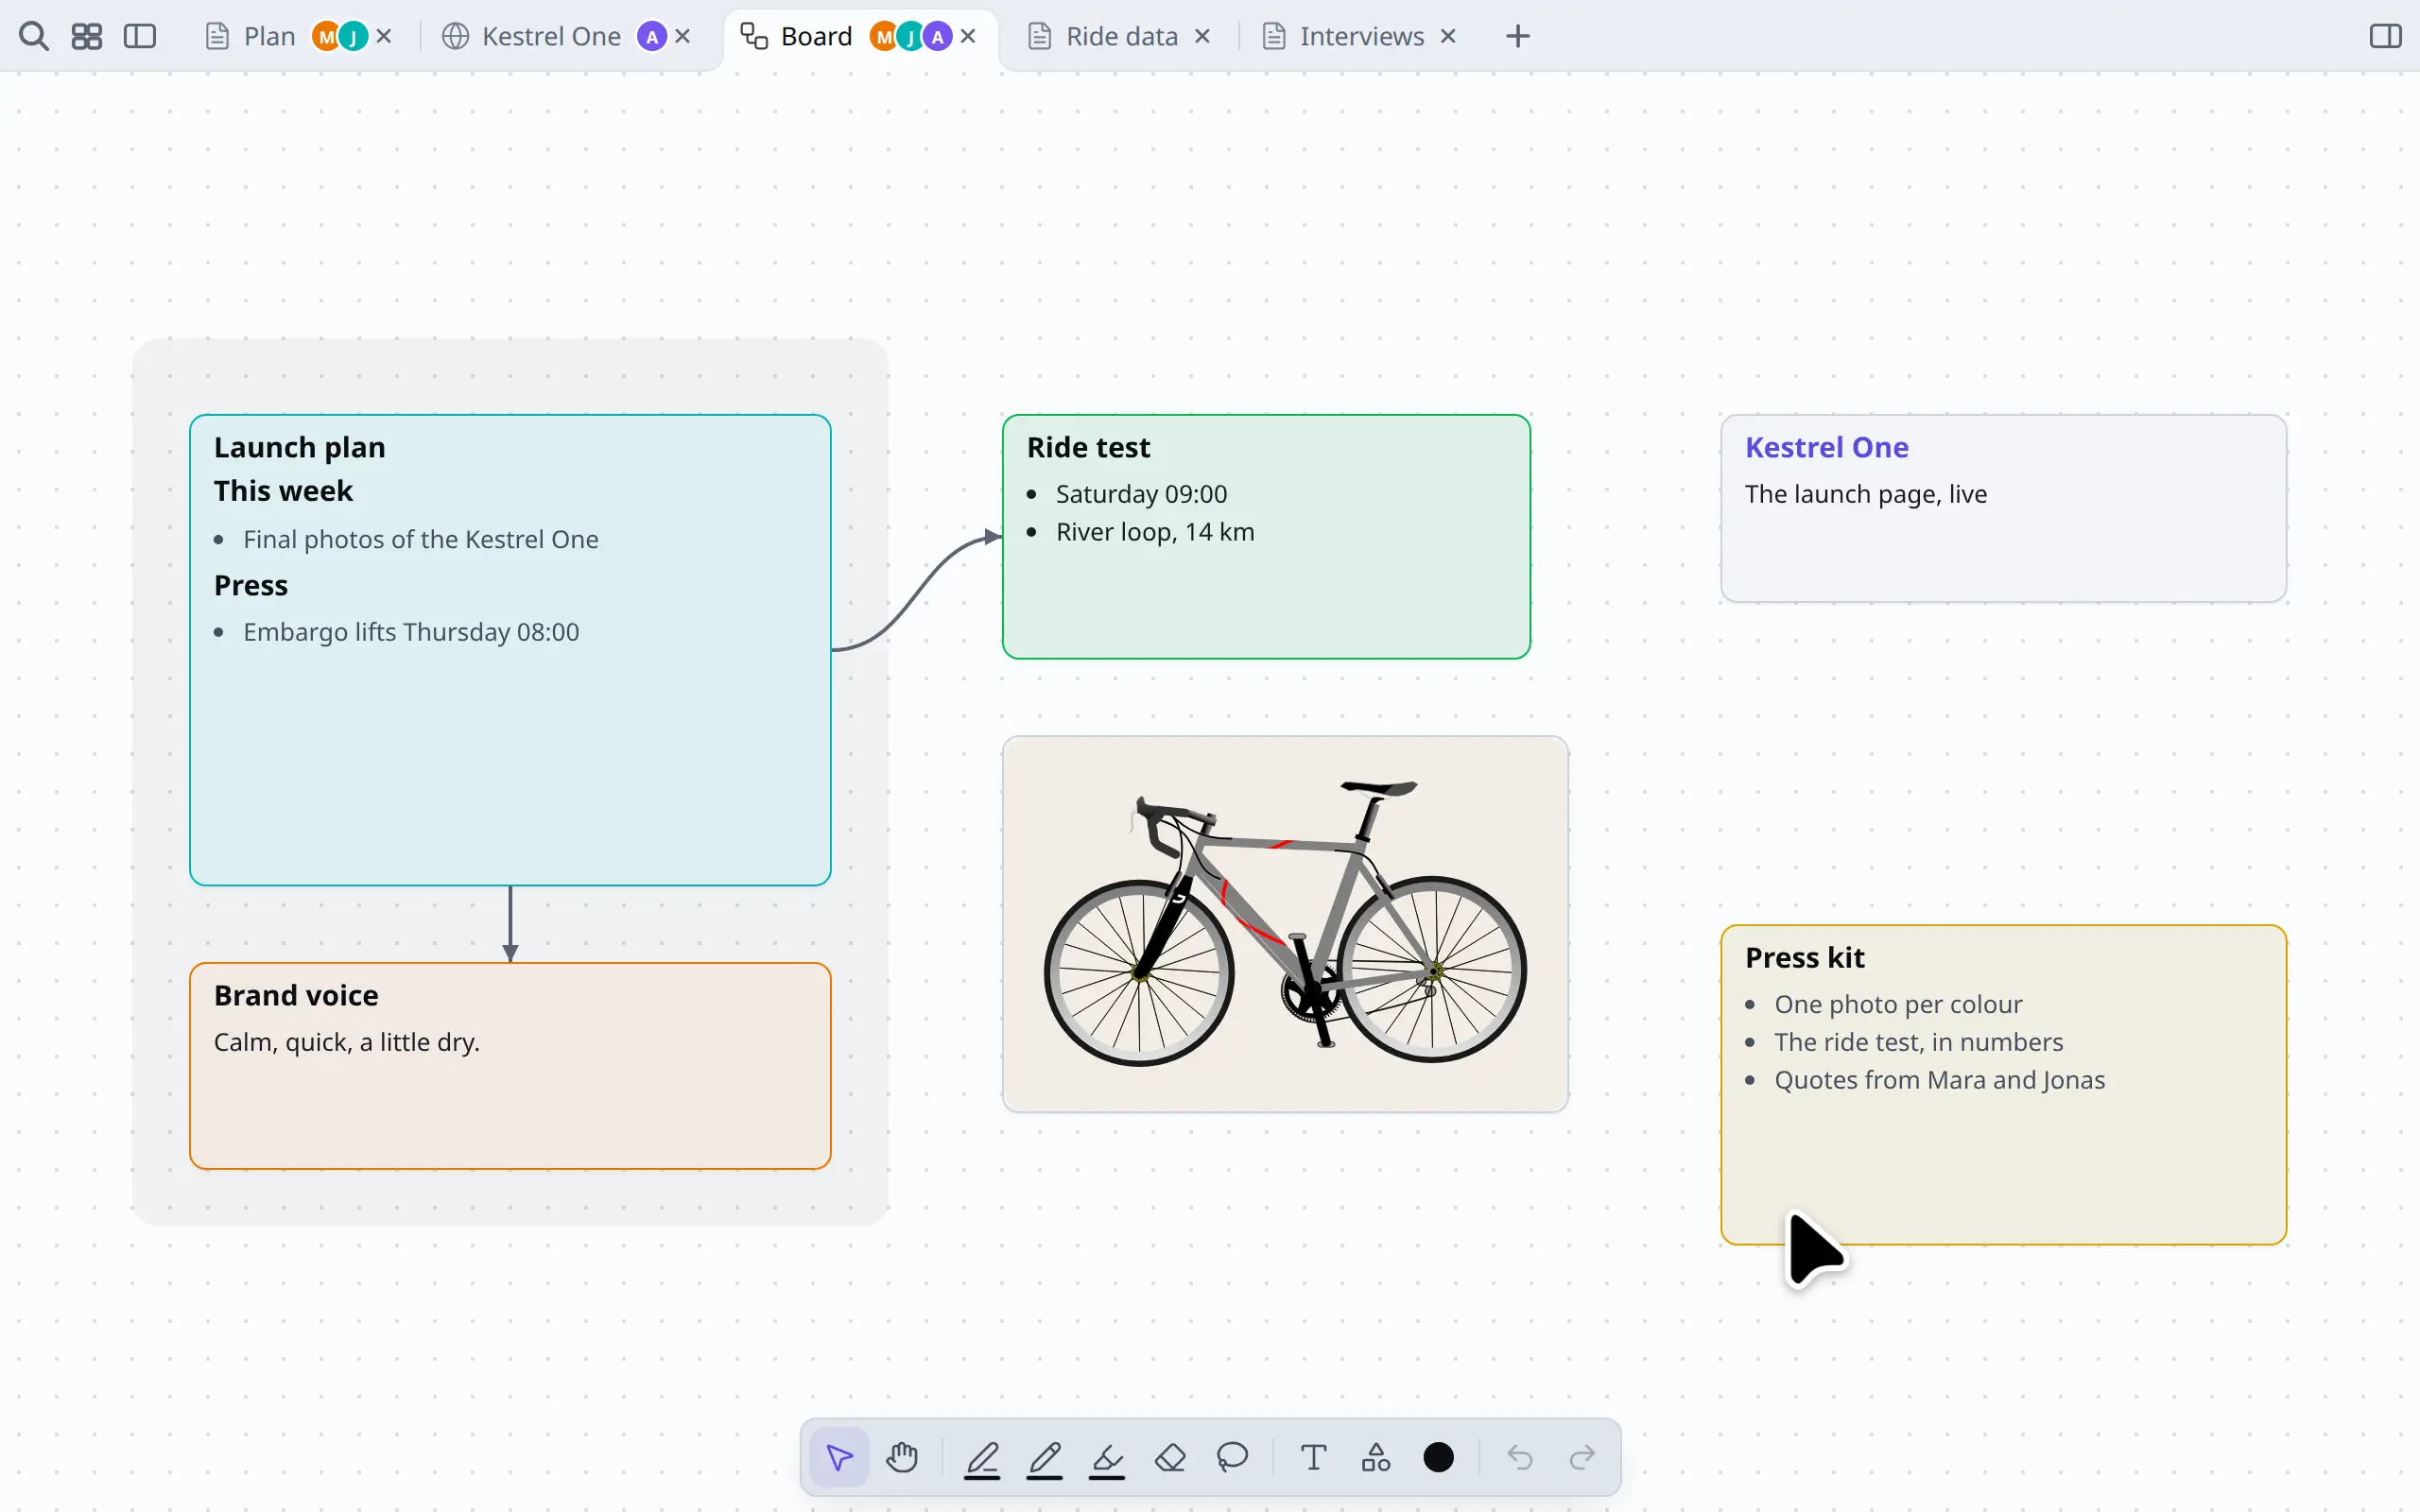 Plan M J
Kestrel One A
Board M J A
Ride data
Interviews
Launch plan
This week
Final photos of the Kestrel One
Press
Embargo lifts Thursday 08:00
Brand voice
Calm, quick, a little dry.
Ride test
Saturday 09:00
River loop, 14 km
Kestrel One
The launch page, live
Press kit
One photo per colour
The ride test, in numbers
Quotes from Mara and Jonas